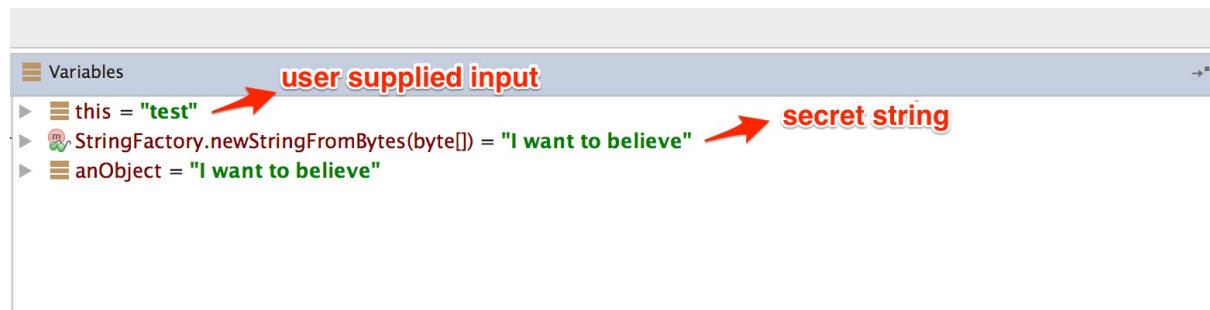 Variables
user supplied input
this = "test"
secret string
StringFactory.newStringFromBytes(byte[]) = "I want to believe"
anObject = "I want to believe"